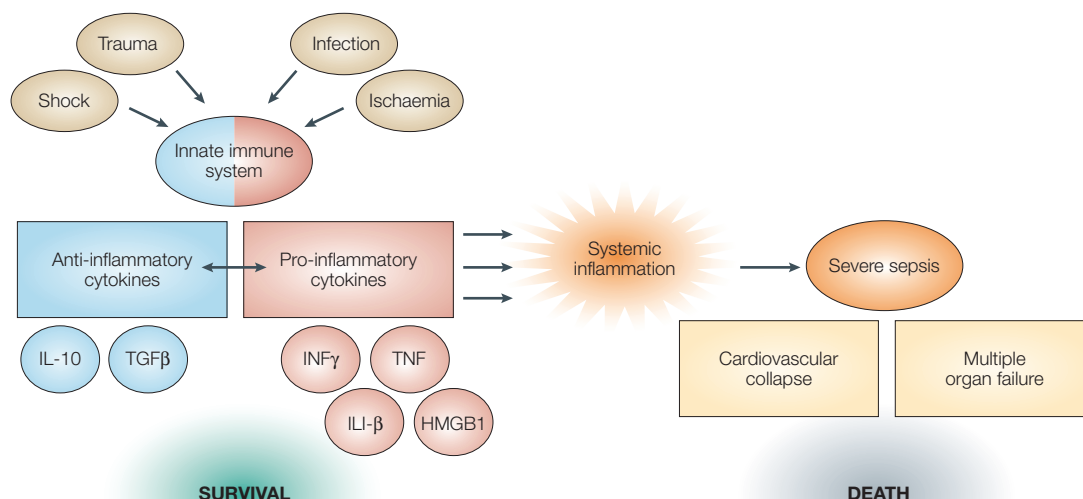 Trauma
Infection
Shock
Ischaemia
Innate immune
system
Anti-inflammatory
cytokines
Pro-inflammatory
cytokines
Systemic
inflammation
Severe sepsis
IL-10
TGFβ
INFγ
TNF
ILI-β
HMGB1
Cardiovascular
collapse
Multiple
organ failure
SURVIVAL
DEATH